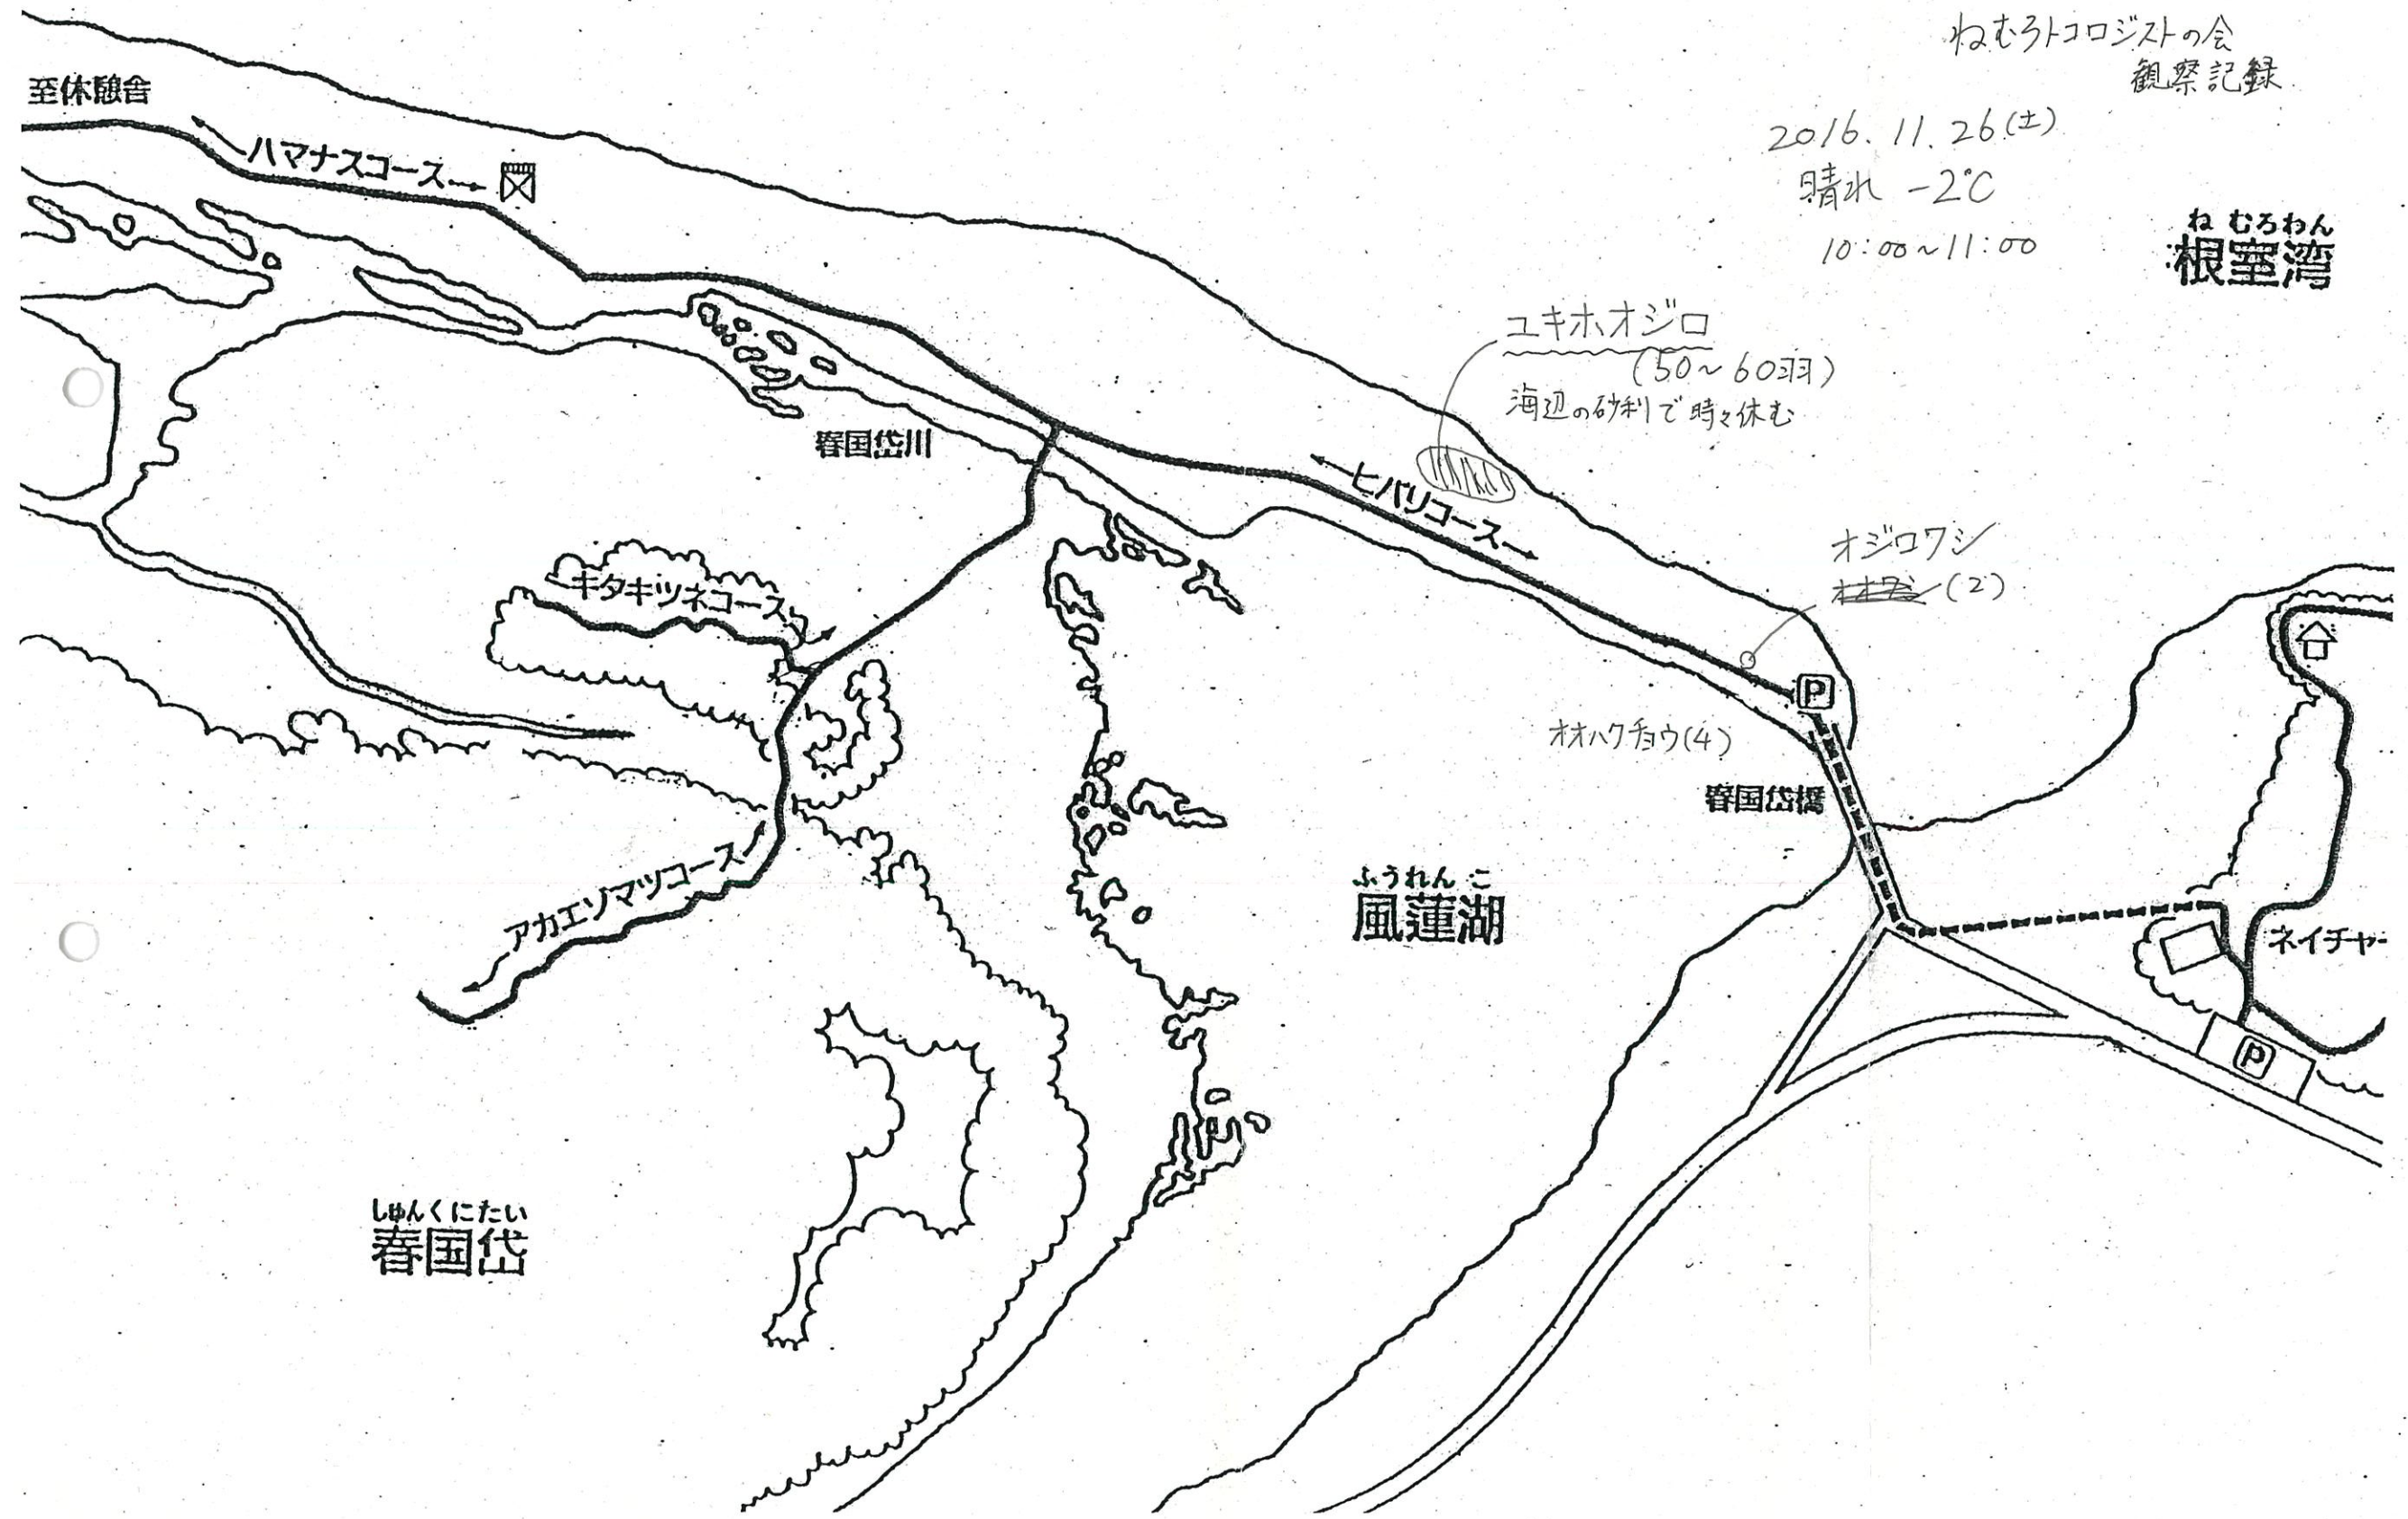 ねむろトコロジストの会
観察記録
2016.11.26(土)
晴れ -2℃
10:00~11:00
至休憩舎
ハマナスコース
ね むろわん
根室湾
ユキホオジロ
(50~60羽)
海辺の砂利で時々休む
春国岱川
ヒバリコース
オジロワシ
(2)
キタキツネコース
P
オオハクチョウ(4)
春国岱橋
アカエゾマツコース
ふうれんこ
風蓮湖
ネイチャー
P
しゅんくにたい
春国岱